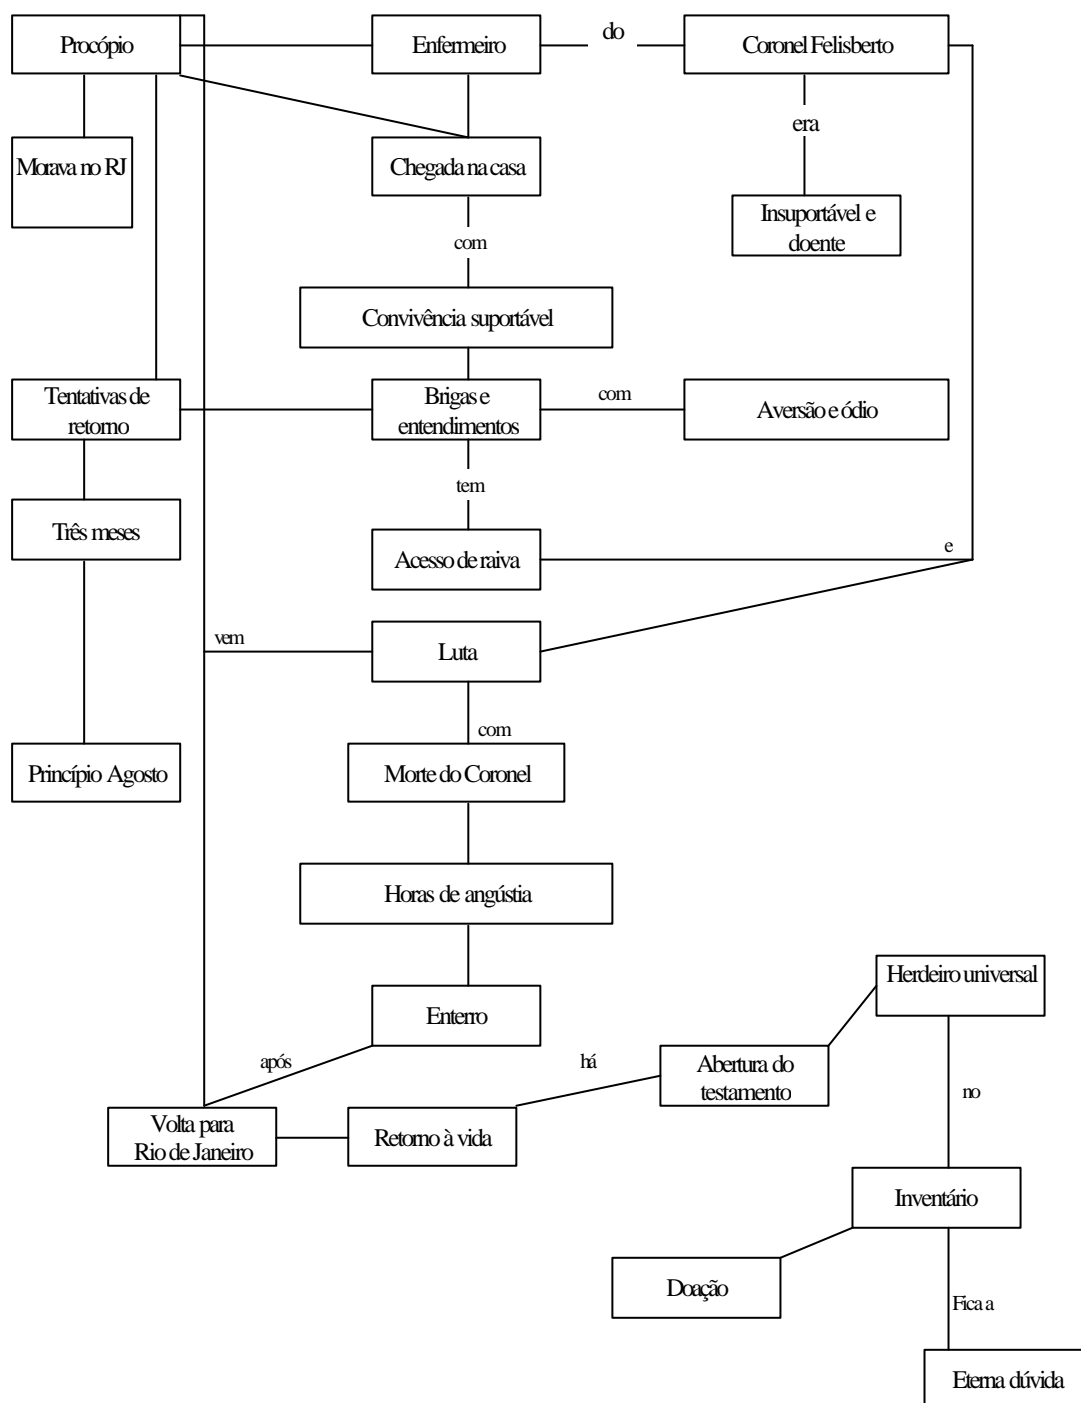 Procópio
Enfermeiro
do
Coronel Felisberto
era
Morava no RJ
Chegada na casa
Insuportável e
doente
com
Convivência suportável
Tentativas de
retorno
Brigas e
entendimentos
com
Aversão e ódio
tem
Três meses
Acesso de raiva
e
vem
Luta
com
Princípio Agosto
Morte do Coronel
Horas de angústia
Herdeiro universal
Enterro
após
há
Abertura do
testamento
no
Volta para
Rio de Janeiro
Retorno à vida
Inventário
Doação
Fica a
Eterna dúvida